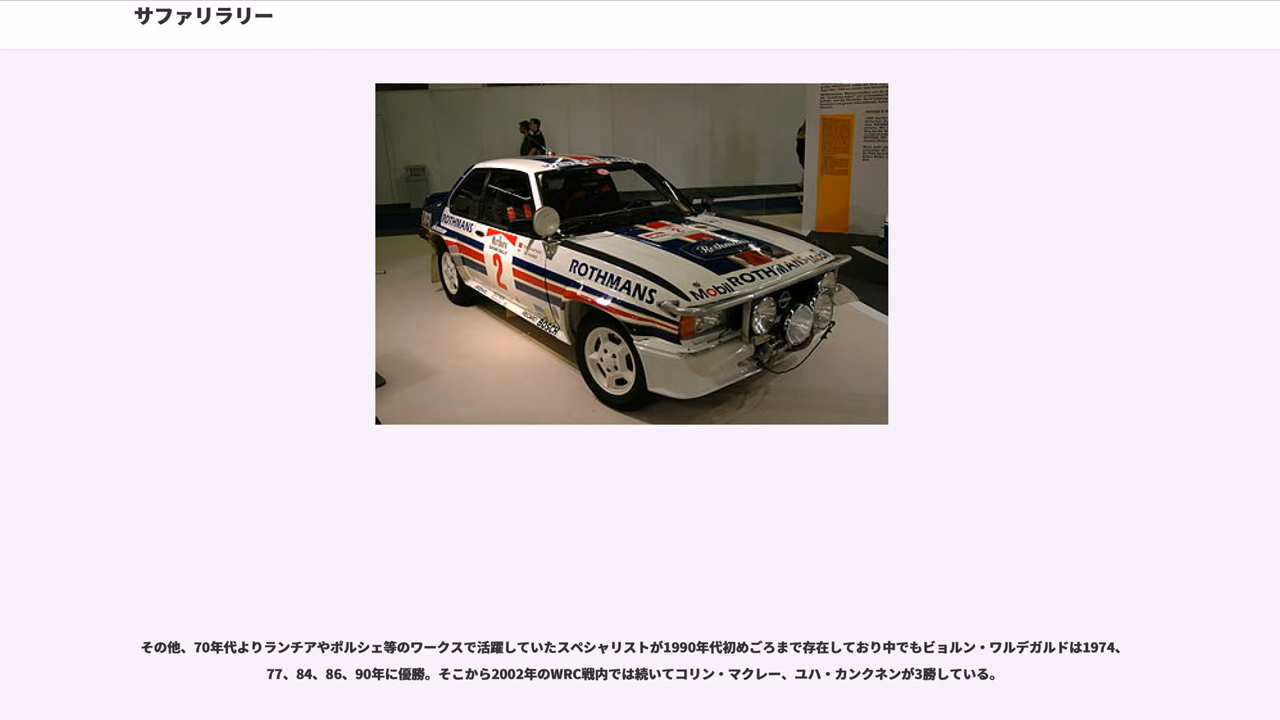 サファリラリー
ROTHMANS
Marlboro
2
ROTHMANS
Rothmans
Mobil ROTHMANS Mobil
BOSCH
その他、70年代よりランチアやポルシェ等のワークスで活躍していたスペシャリストが1990年代初めごろまで存在しており中でもビョルン・ワルデガルドは1974、
77、84、86、90年に優勝。そこから2002年のWRC戦内では続いてコリン・マクレー、ユハ・カンクネンが3勝している。